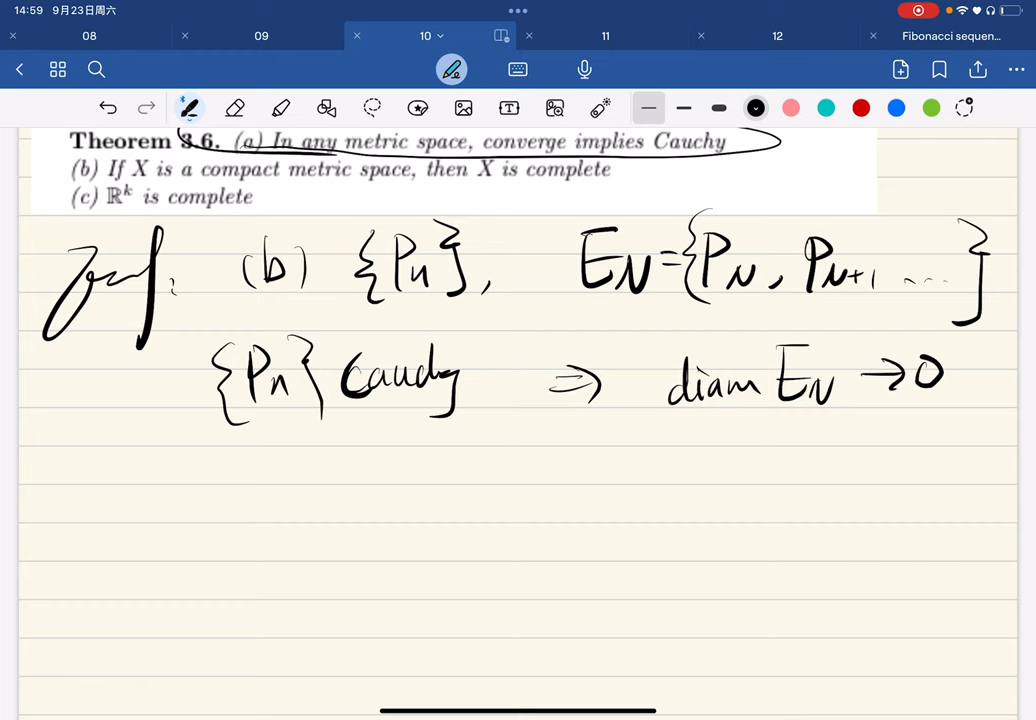 14:59 9月23日周六
08 09 10 11 12 Fibonacci sequen...
Theorem 3.6. (a) In any metric space, converge implies Cauchy
(b) If X is a compact metric space, then X is complete
(c) ℝᵏ is complete
Proof: (b) {Pn}, EN={PN, PN+1 ....}
{Pn} Cauchy ⇒ diam EN → 0